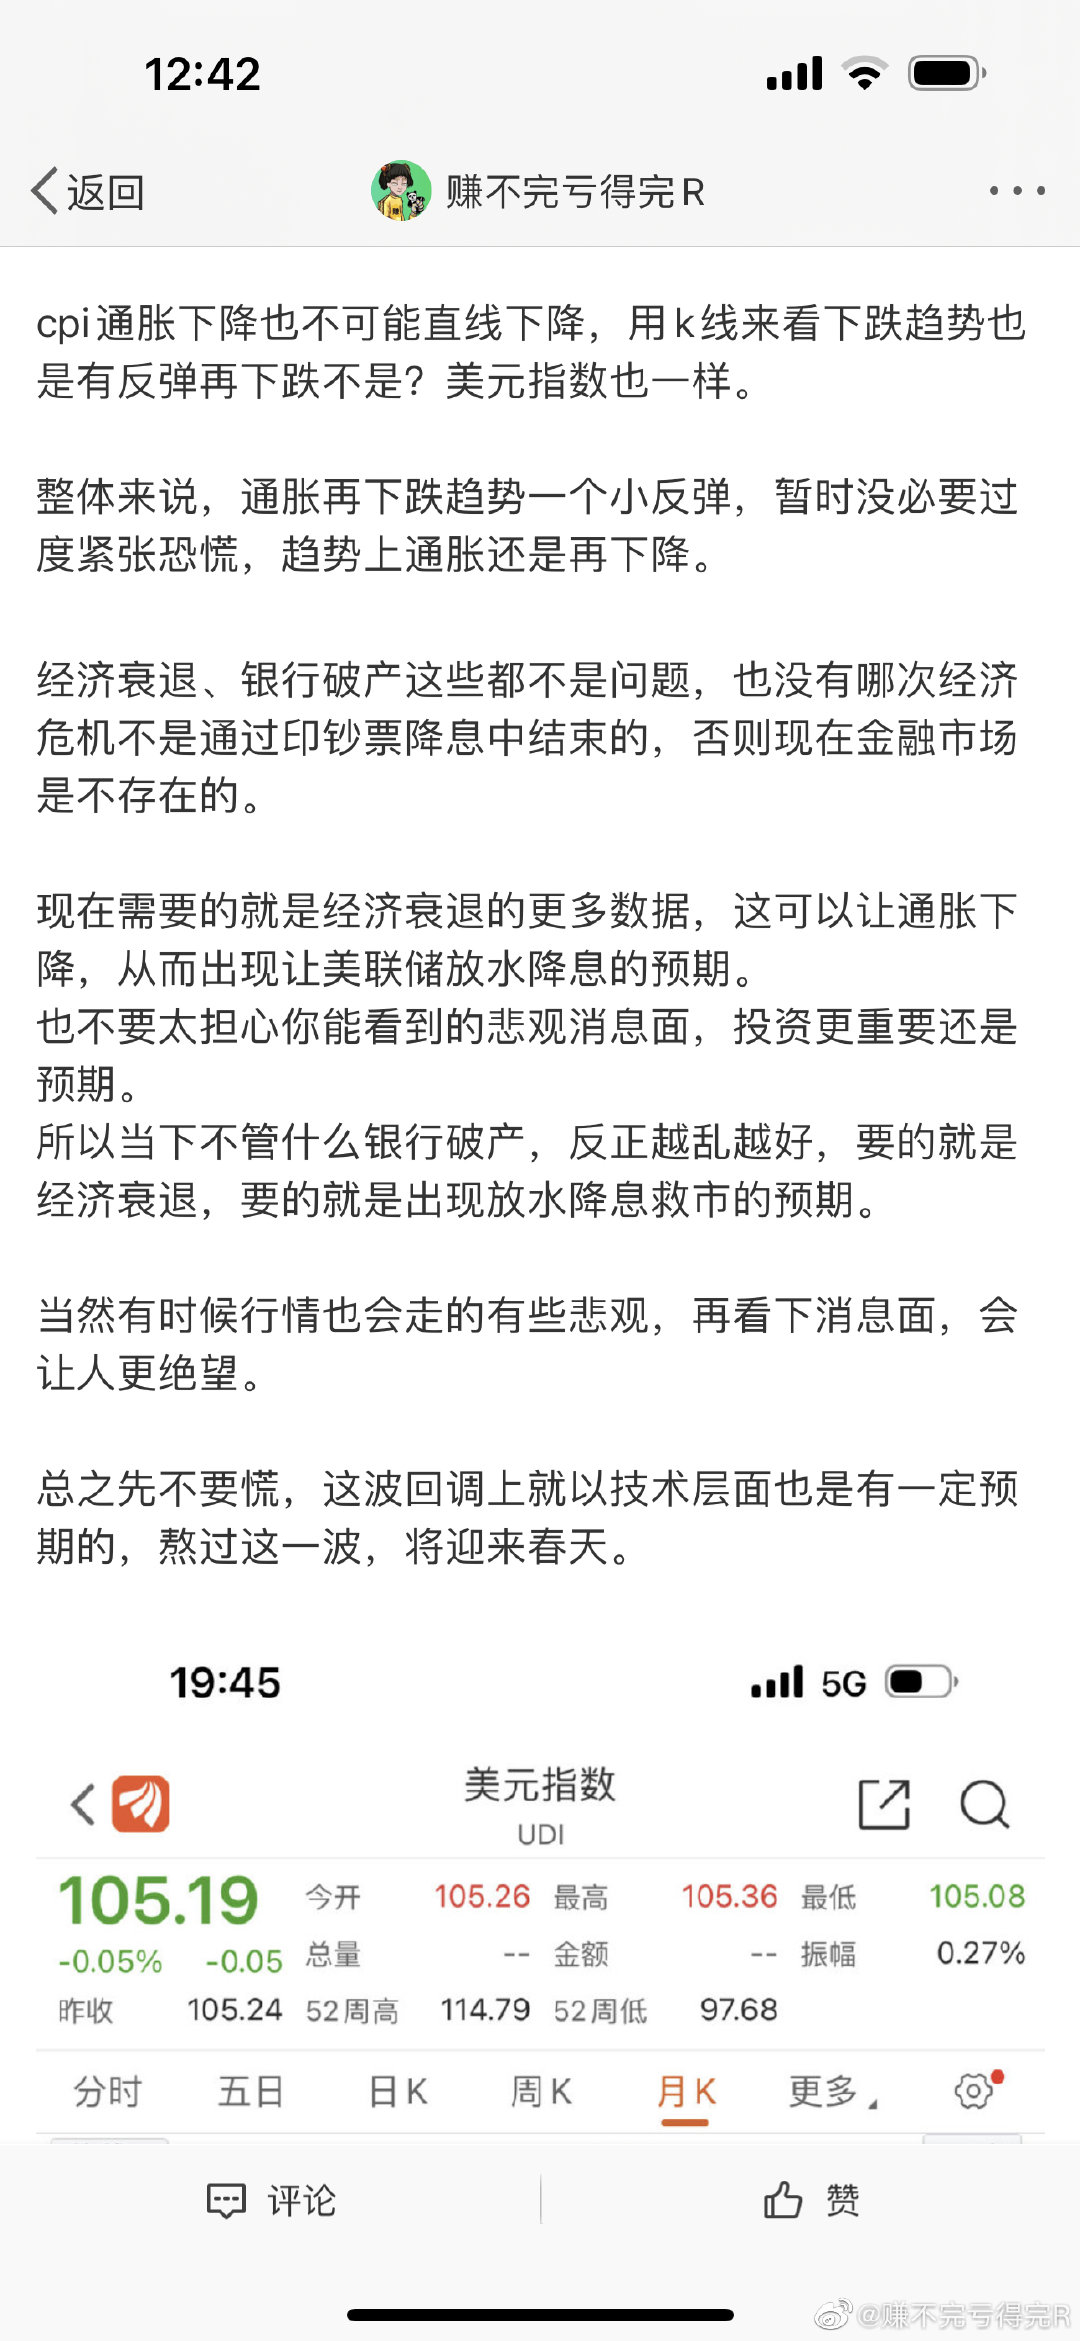 12:42
返回
赚不完亏得完R
cpi通胀下降也不可能直线下降，用k线来看下跌趋势也
是有反弹再下跌不是？美元指数也一样。
整体来说，通胀再下跌趋势一个小反弹，暂时没必要过
度紧张恐慌，趋势上通胀还是再下降。
经济衰退、银行破产这些都不是问题，也没有哪次经济
危机不是通过印钞票降息中结束的，否则现在金融市场
是不存在的。
现在需要的就是经济衰退的更多数据，这可以让通胀下
降，从而出现让美联储放水降息的预期。
也不要太担心你能看到的悲观消息面，投资更重要还是
预期。
所以当下不管什么银行破产，反正越乱越好，要的就是
经济衰退，要的就是出现放水降息救市的预期。
当然有时候行情也会走的有些悲观，再看下消息面，会
让人更绝望。
总之先不要慌，这波回调上就以技术层面也是有一定预
期的，熬过这一波，将迎来春天。
19:45 5G
美元指数
UDI
105.19 今开 105.26 最高 105.36 最低 105.08
-0.05% -0.05 总量 -- 金额 -- 振幅 0.27%
昨收 105.24 52周高 114.79 52周低 97.68
分时 五日 日K 周K 月K 更多
评论 赞
@赚不完亏得完R